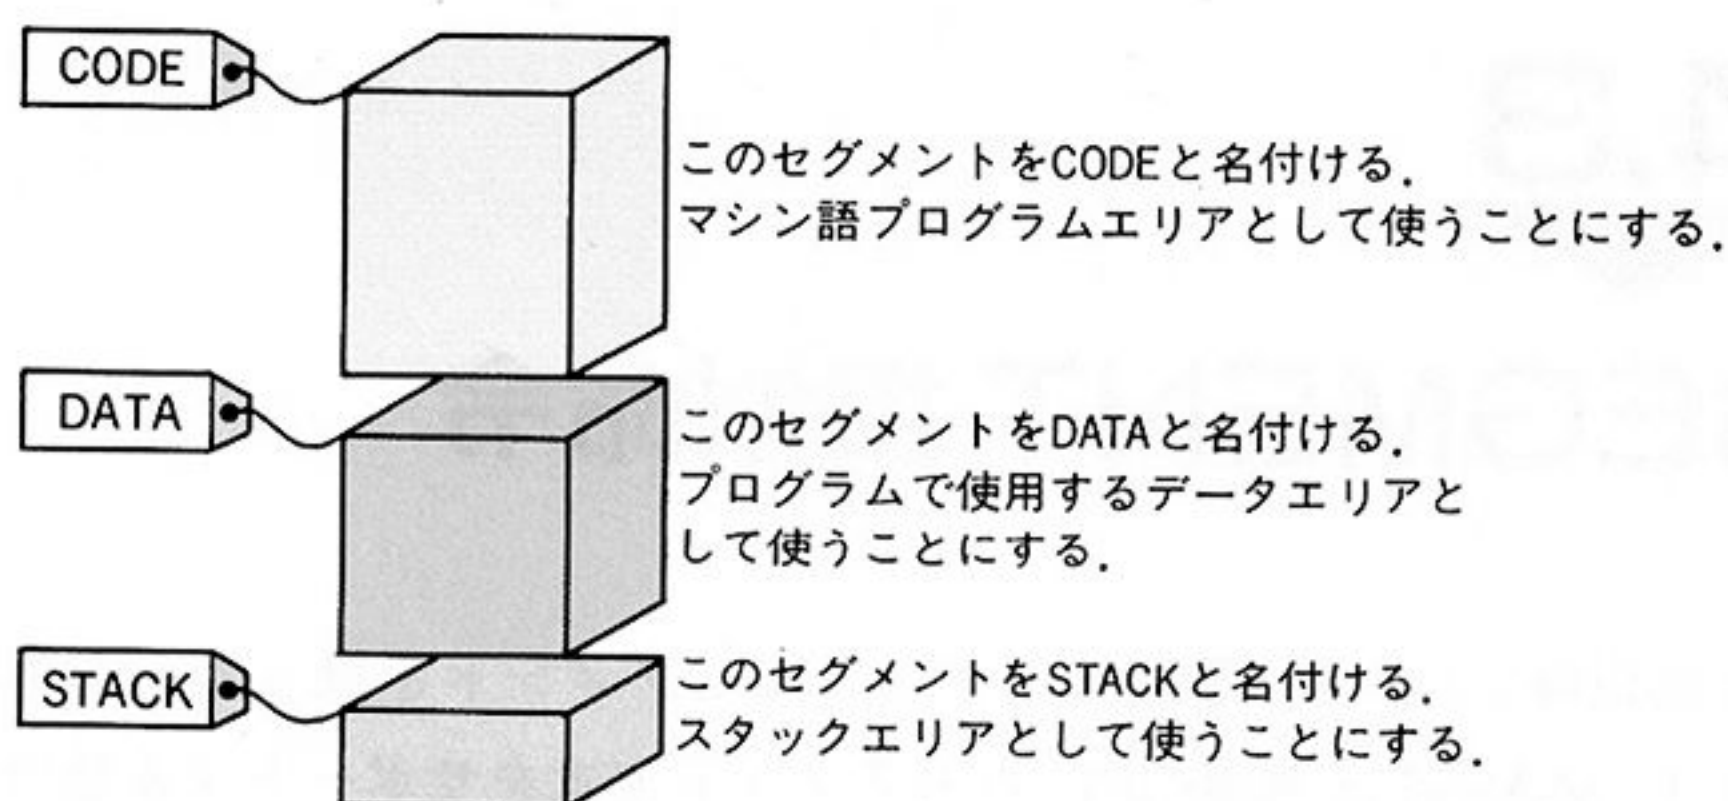 CODE
このセグメントをCODEと名付ける.
マシン語プログラムエリアとして使うことにする.
DATA
このセグメントをDATAと名付ける.
プログラムで使用するデータエリアと
して使うことにする.
STACK
このセグメントをSTACKと名付ける.
スタックエリアとして使うことにする.